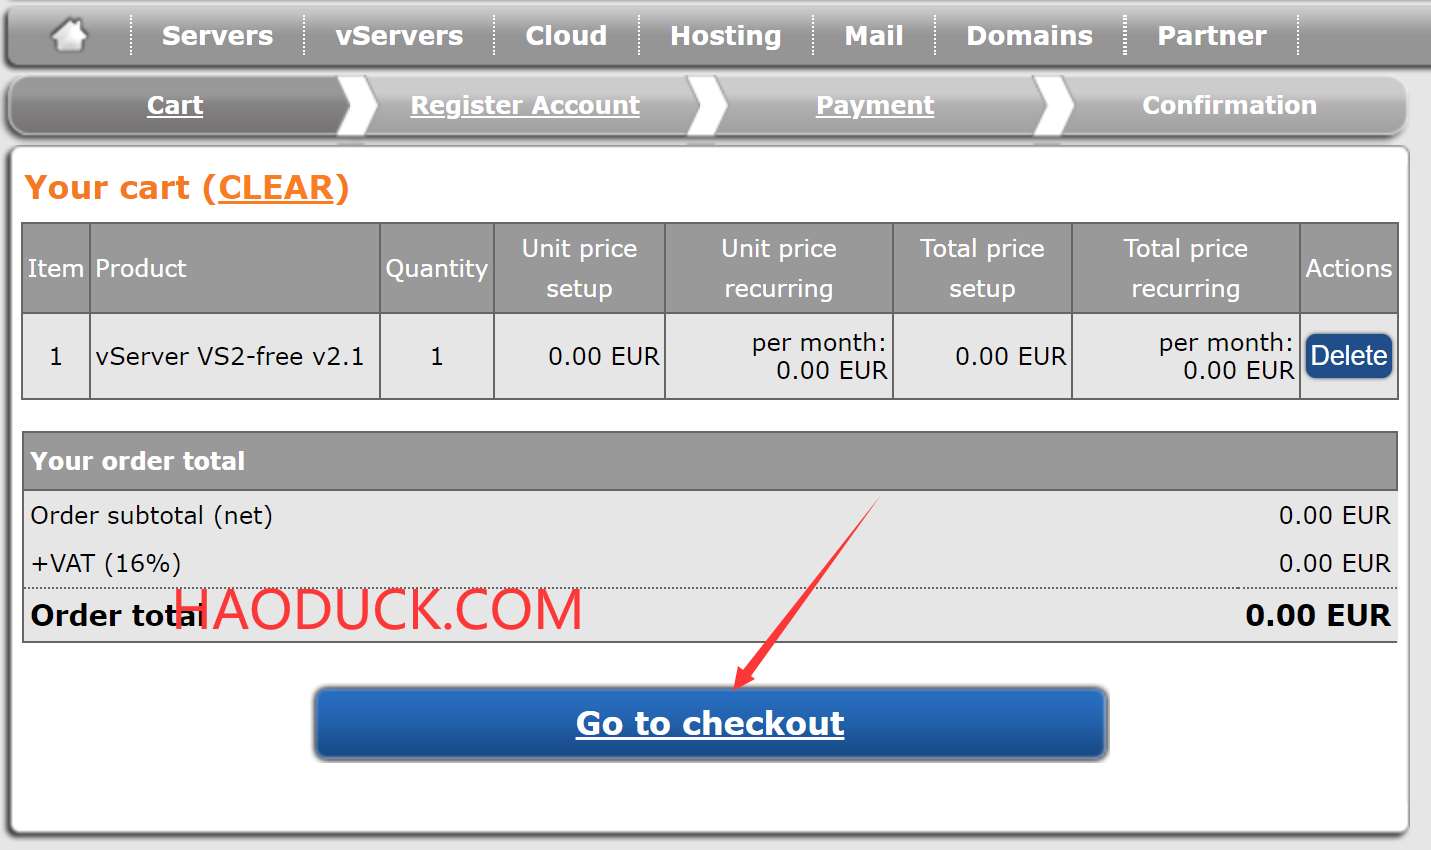 Servers vServers Cloud Hosting Mail Domains Partner
Cart Register Account Payment Confirmation
Your cart (CLEAR)
Item Product Quantity Unit price setup Unit price recurring Total price setup Total price recurring Actions
1 vServer VS2-free v2.1 1 0.00 EUR per month: 0.00 EUR 0.00 EUR per month: 0.00 EUR Delete
Your order total
Order subtotal (net) 0.00 EUR
+VAT (16%) 0.00 EUR
Order total 0.00 EUR
HAODUCK.COM
Go to checkout